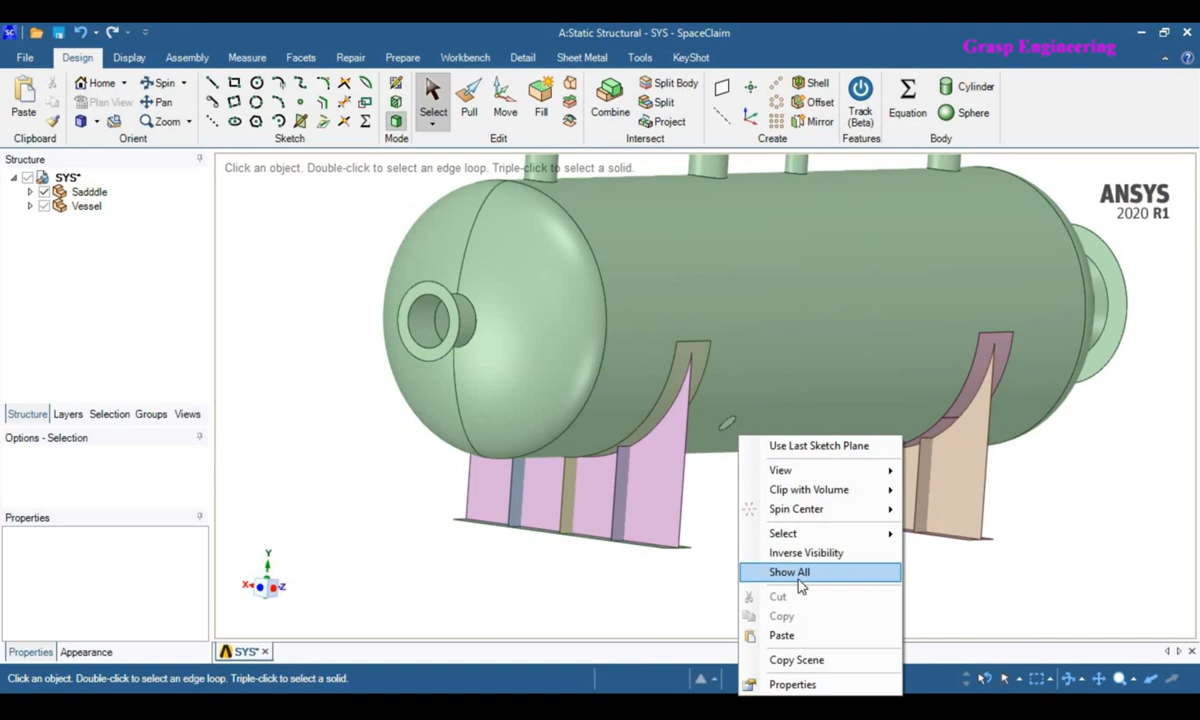 A:Static Structural - SYS - SpaceClaim
Grasp Engineering
File Design Display Assembly Measure Facets Repair Prepare Workbench Detail Sheet Metal Tools KeyShot
Paste
Home
Plan View
Spin
Pan
Zoom
Select
Pull
Move
Fill
Combine
Split Body
Split
Project
Shell
Offset
Mirror
Track
(Beta)
Equation
Cylinder
Sphere
Clipboard Orient Sketch Mode Edit Intersect Create Features Body
Structure
SYS*
Sadddle
Vessel
Structure Layers Selection Groups Views
Options - Selection
Properties
Properties Appearance
Click an object. Double-click to select an edge loop. Triple-click to select a solid.
ANSYS
2020 R1
Y
X
Z
Use Last Sketch Plane
View
Clip with Volume
Spin Center
Select
Inverse Visibility
Show All
Cut
Copy
Paste
Copy Scene
Properties
SYS*
Click an object. Double-click to select an edge loop. Triple-click to select a solid.